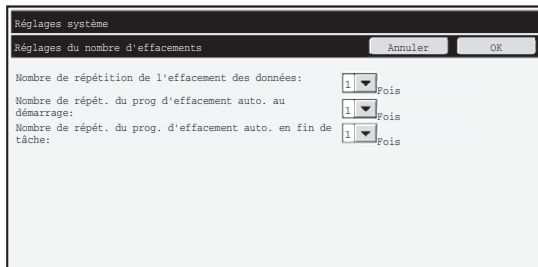 Réglages système
Réglages du nombre d'effacements
Annuler
OK
Nombre de répétition de l'effacement des données:
1
Fois
Nombre de répét. du prog d'effacement auto. au
démarrage:
1
Fois
Nombre de répét. du prog. d'effacement auto. en fin de
tâche:
1
Fois